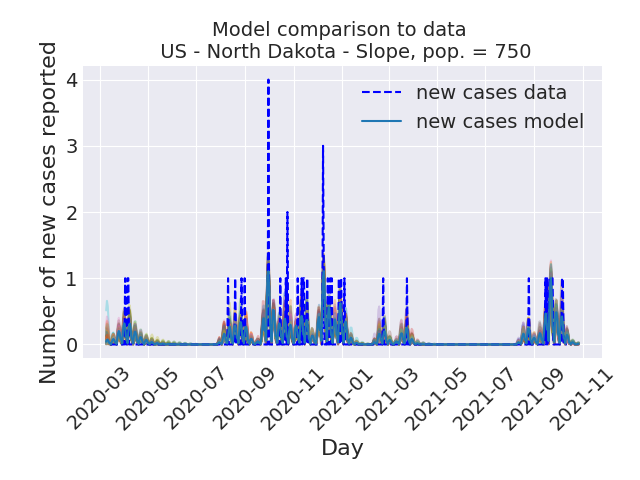 Model comparison to data
US - North Dakota - Slope, pop. = 750
Number of new cases reported
4
3
2
1
0
new cases data
new cases model
2020-03
2020-05
2020-07
2020-09
2020-11
2021-01
2021-03
2021-05
2021-07
2021-09
2021-11
Day